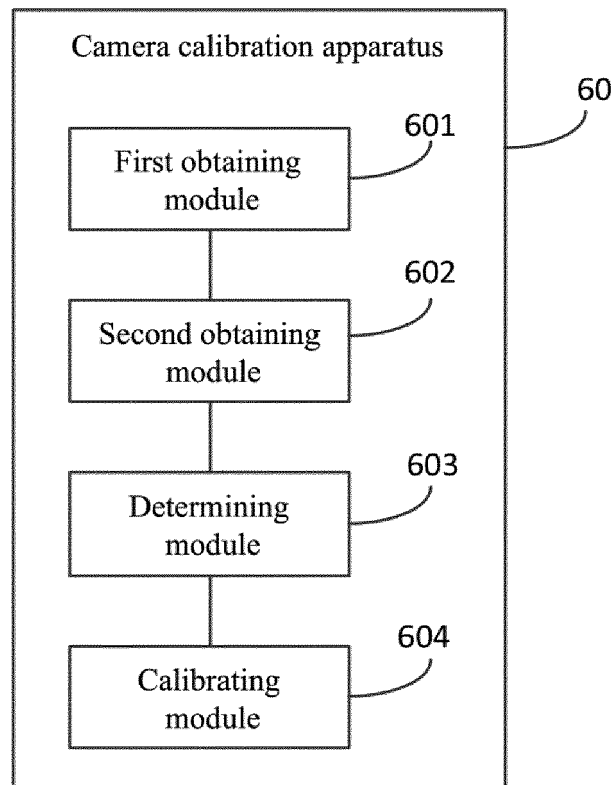 Camera calibration apparatus
60
601
First obtaining
module
602
Second obtaining
module
603
Determining
module
604
Calibrating
module